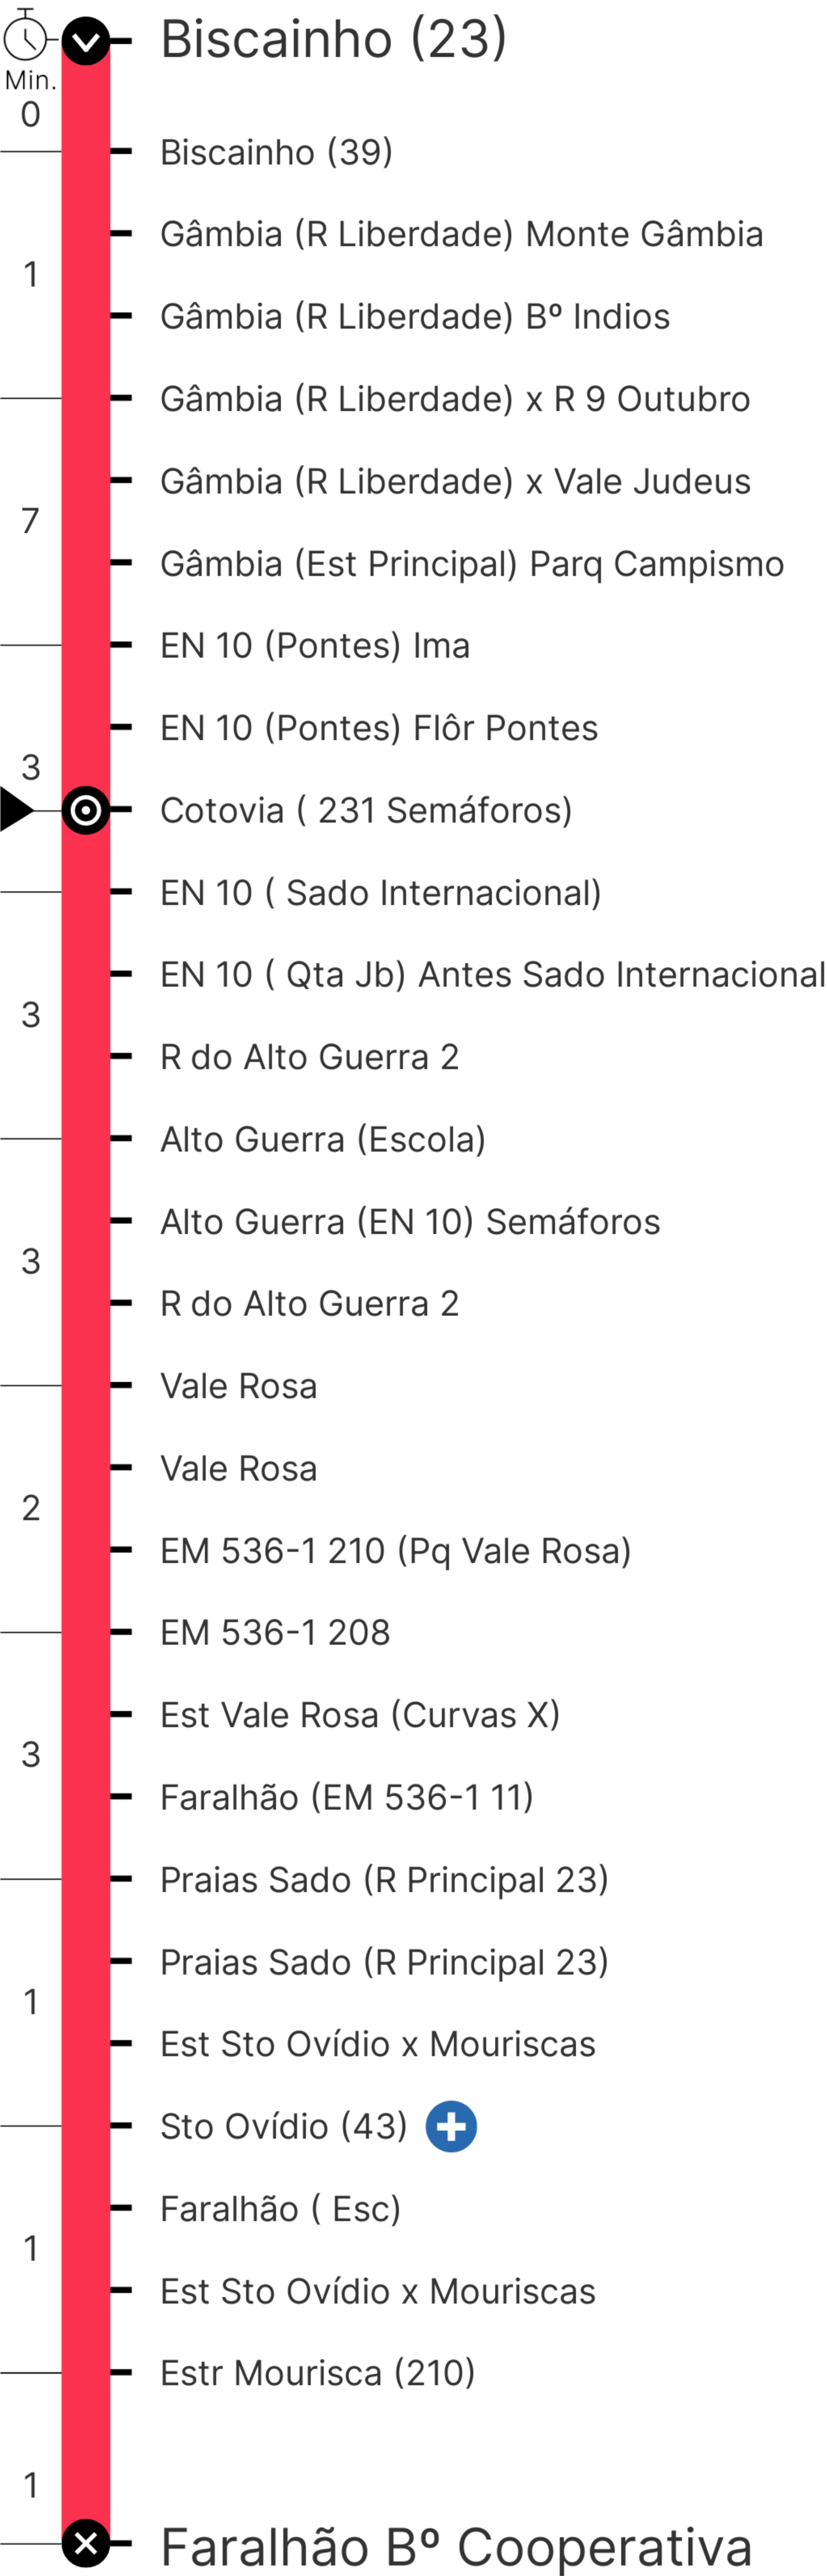 Biscainho (23)
Min.
0
Biscainho (39)
Gâmbia (R Liberdade) Monte Gâmbia
1
Gâmbia (R Liberdade) Bº Indios
Gâmbia (R Liberdade) x R 9 Outubro
Gâmbia (R Liberdade) x Vale Judeus
7
Gâmbia (Est Principal) Parq Campismo
EN 10 (Pontes) Ima
EN 10 (Pontes) Flôr Pontes
3
Cotovia ( 231 Semáforos)
EN 10 ( Sado Internacional)
EN 10 ( Qta Jb) Antes Sado Internacional
3
R do Alto Guerra 2
Alto Guerra (Escola)
Alto Guerra (EN 10) Semáforos
3
R do Alto Guerra 2
Vale Rosa
Vale Rosa
2
EM 536-1 210 (Pq Vale Rosa)
EM 536-1 208
Est Vale Rosa (Curvas X)
3
Faralhão (EM 536-1 11)
Praias Sado (R Principal 23)
Praias Sado (R Principal 23)
1
Est Sto Ovídio x Mouriscas
Sto Ovídio (43)
Faralhão ( Esc)
1
Est Sto Ovídio x Mouriscas
Estr Mourisca (210)
1
Faralhão Bº Cooperativa